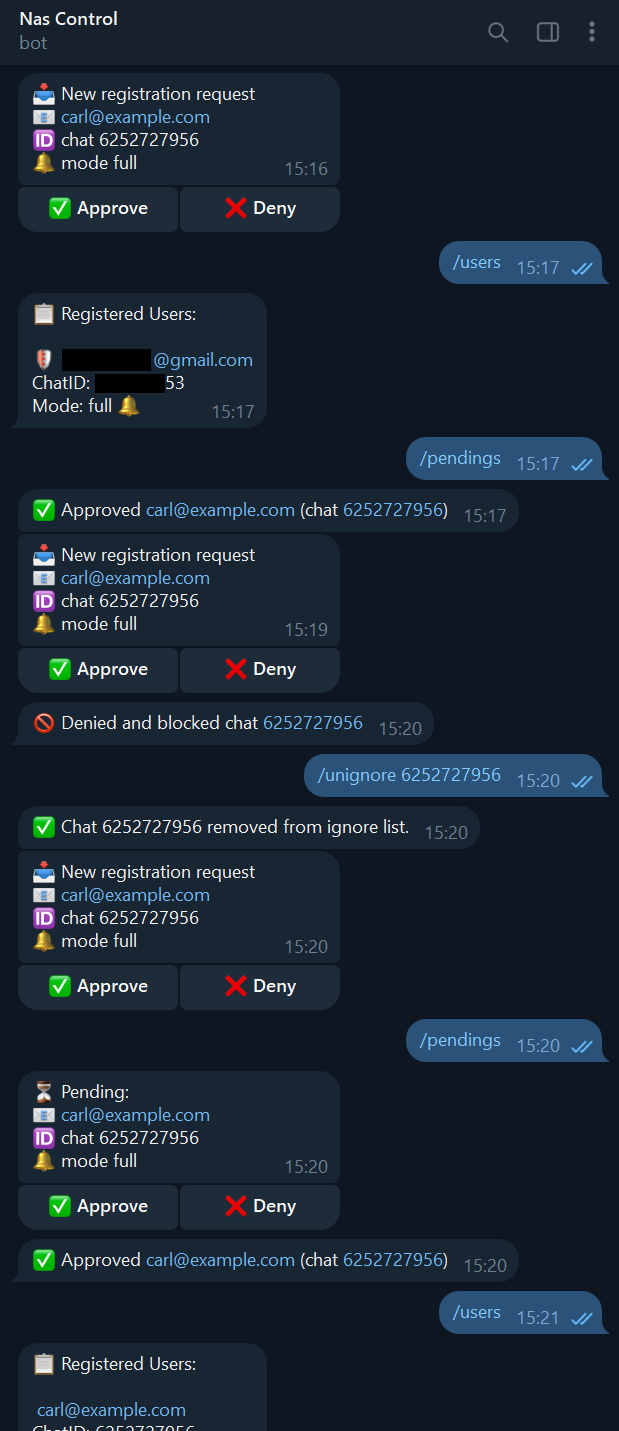 Nas Control
bot
📥 New registration request
📧 carl@example.com
🆔 chat 6252727956
🔔 mode full 15:16
✅ Approve ❌ Deny
/users 15:17
📋 Registered Users:
@gmail.com
ChatID: 53
Mode: full 🔔 15:17
/pendings 15:17
✅ Approved carl@example.com (chat 6252727956) 15:17
📥 New registration request
📧 carl@example.com
🆔 chat 6252727956
🔔 mode full 15:19
✅ Approve ❌ Deny
🚫 Denied and blocked chat 6252727956 15:20
/unignore 6252727956 15:20
✅ Chat 6252727956 removed from ignore list. 15:20
📥 New registration request
📧 carl@example.com
🆔 chat 6252727956
🔔 mode full 15:20
✅ Approve ❌ Deny
/pendings 15:20
⏳ Pending:
📧 carl@example.com
🆔 chat 6252727956
🔔 mode full 15:20
✅ Approve ❌ Deny
✅ Approved carl@example.com (chat 6252727956) 15:20
/users 15:21
📋 Registered Users:
carl@example.com
ChatID: 6252727956